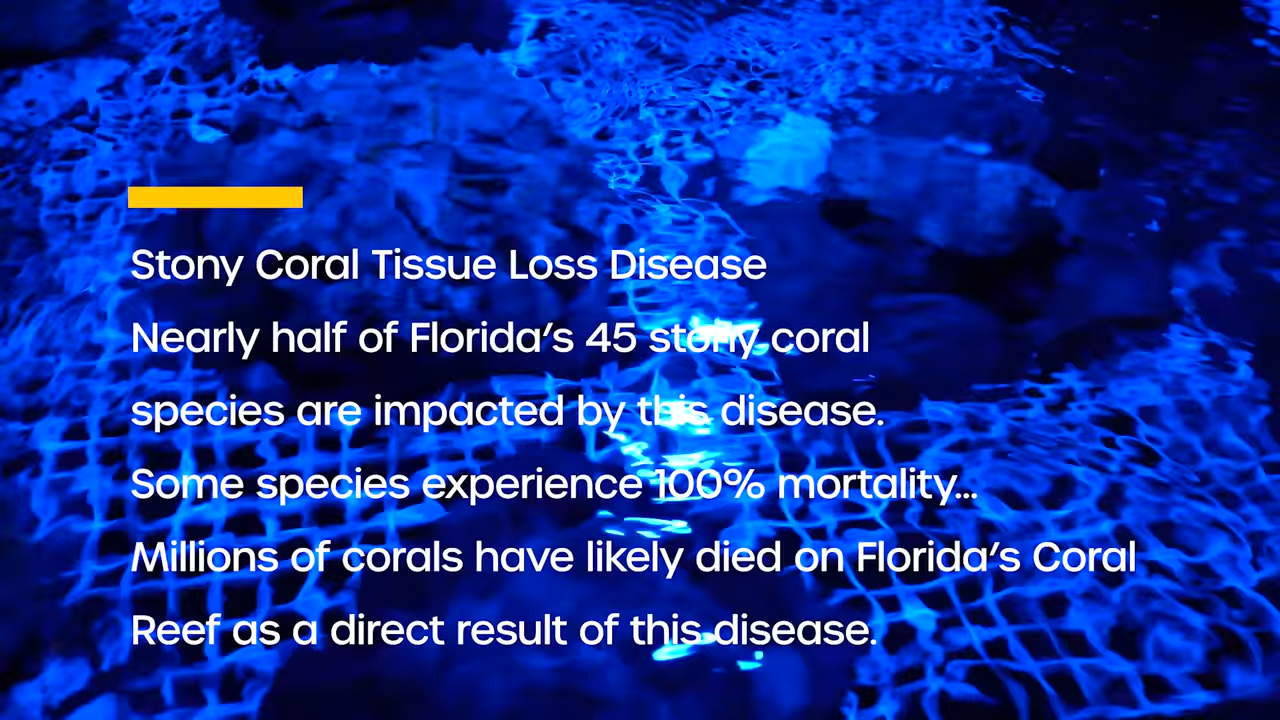 Stony Coral Tissue Loss Disease
Nearly half of Florida’s 45 stony coral
species are impacted by this disease.
Some species experience 100% mortality...
Millions of corals have likely died on Florida’s Coral
Reef as a direct result of this disease.